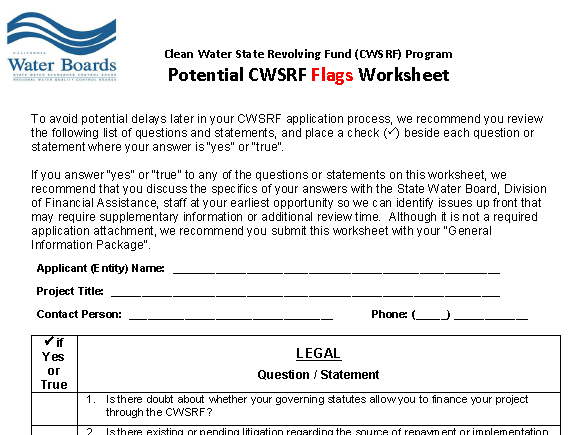 CALIFORNIA
Water Boards
STATE WATER RESOURCES CONTROL BOARD
REGIONAL WATER QUALITY CONTROL BOARDS
Clean Water State Revolving Fund (CWSRF) Program
Potential CWSRF Flags Worksheet
To avoid potential delays later in your CWSRF application process, we recommend you review
the following list of questions and statements, and place a check (✓) beside each question or
statement where your answer is "yes" or "true".
If you answer "yes" or "true" to any of the questions or statements on this worksheet, we
recommend that you discuss the specifics of your answers with the State Water Board, Division
of Financial Assistance, staff at your earliest opportunity so we can identify issues up front that
may require supplementary information or additional review time.  Although it is not a required
application attachment, we recommend you submit this worksheet with your "General
Information Package".
Applicant (Entity) Name: ____________________
Project Title: ____________________
Contact Person: ____________________ Phone: (_____) ____________
✓ if
Yes
or
True
LEGAL
Question / Statement
1. Is there doubt about whether your governing statutes allow you to finance your project
through the CWSRF?
2. Is there existing or pending litigation regarding the source of repayment or implementation